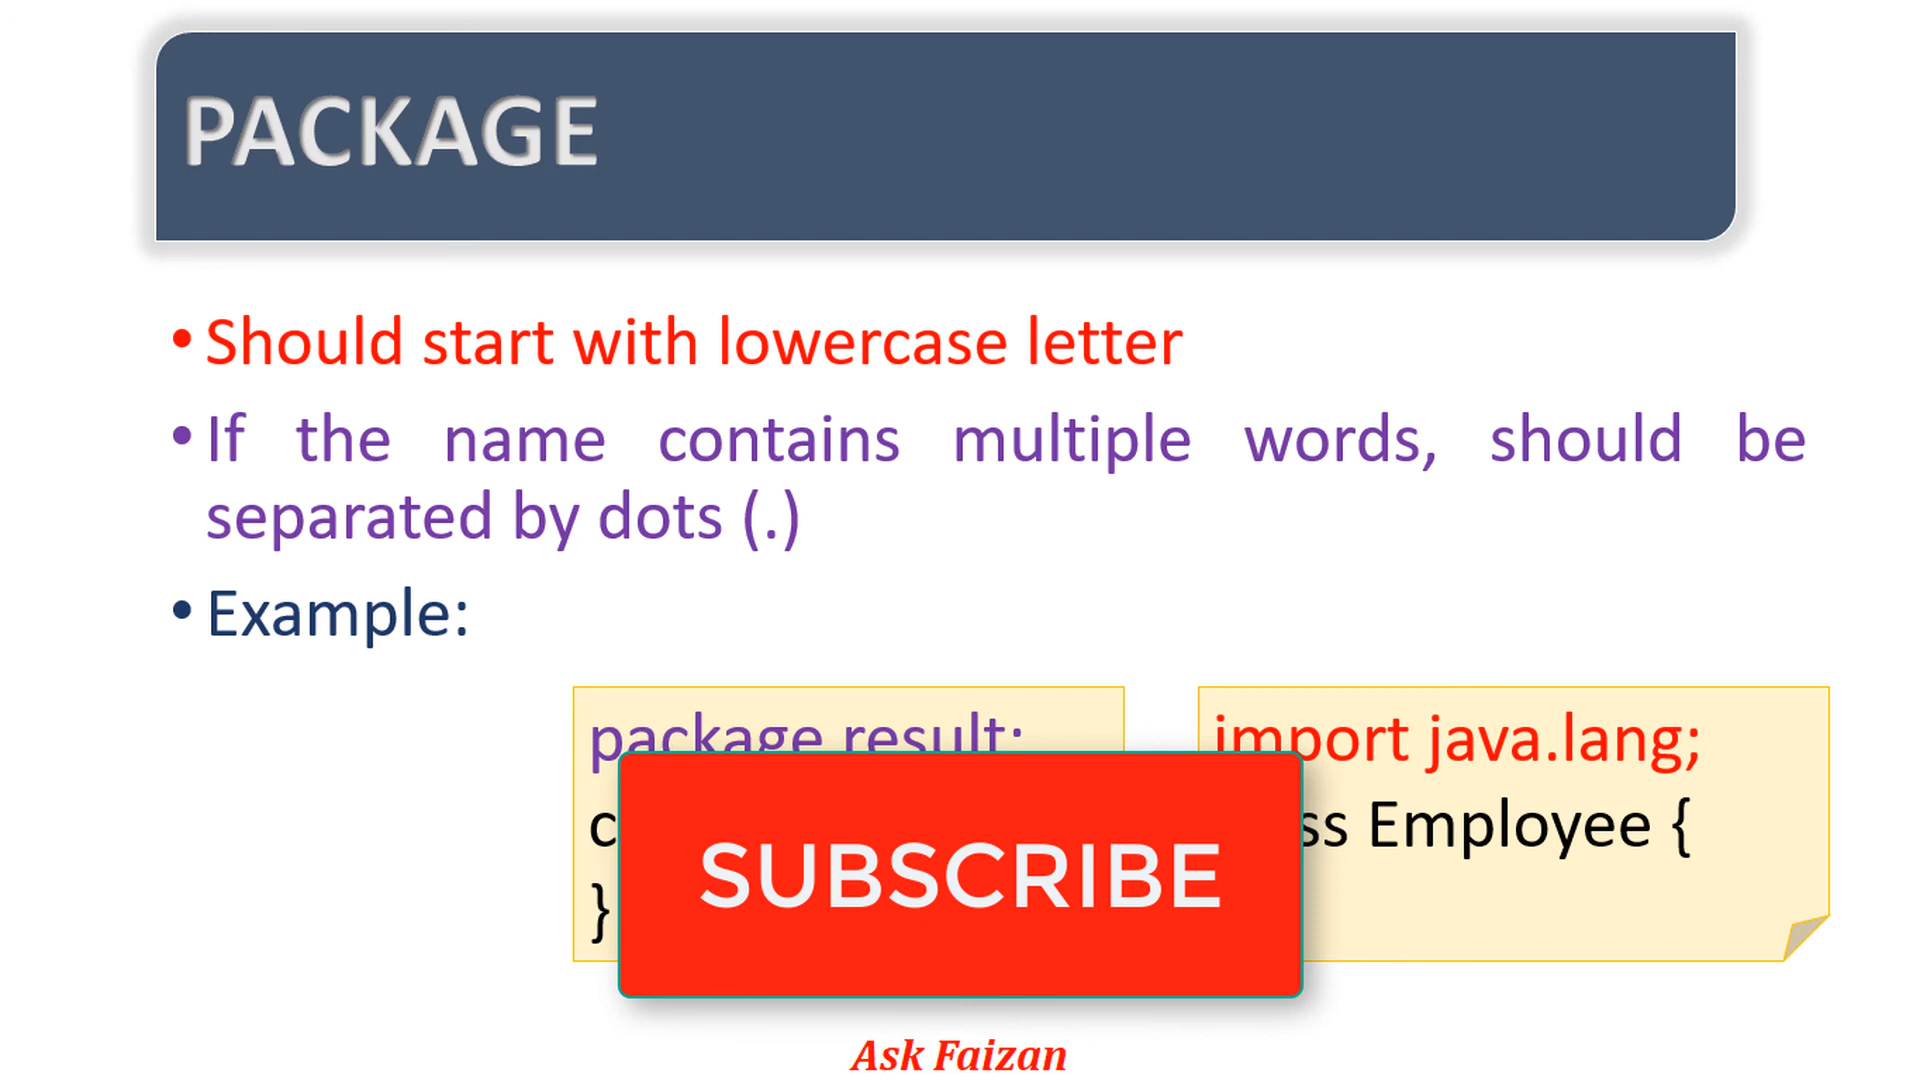 PACKAGE
• Should start with lowercase letter
• If the name contains multiple words, should be
separated by dots (.)
• Example:
package result;
c
}
import java.lang;
ss Employee {
SUBSCRIBE
Ask Faizan